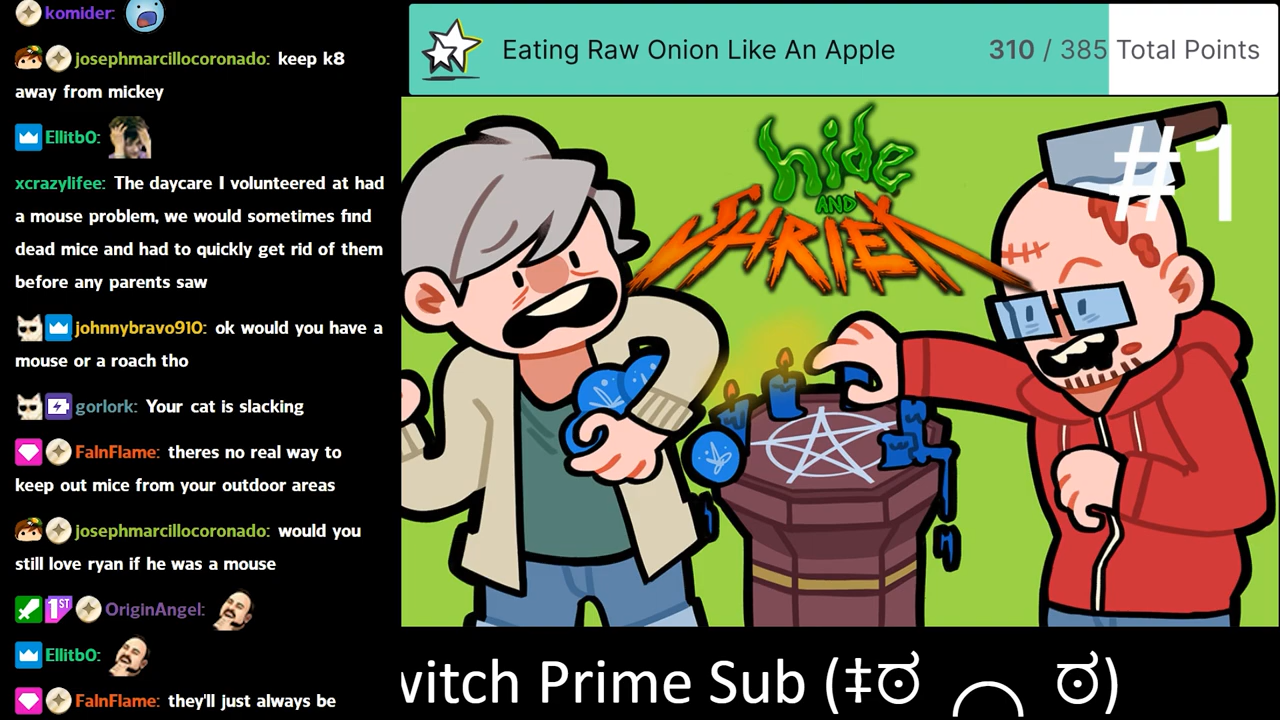 komider:
josephmarcillocoronado: keep k8
away from mickey
Ellitb0:
xcrazylifee: The daycare I volunteered at had
a mouse problem, we would sometimes find
dead mice and had to quickly get rid of them
before any parents saw
johnnybravo910: ok would you have a
mouse or a roach tho
gorlork: Your cat is slacking
FalnFlame: theres no real way to
keep out mice from your outdoor areas
josephmarcillocoronado: would you
still love ryan if he was a mouse
1ST OriginAngel:
Ellitb0:
FalnFlame: they'll just always be
7 Eating Raw Onion Like An Apple 310 / 385 Total Points
#1
hide
AND
SHRIEK
witch Prime Sub (‡ಠ ⁔ ಠ)